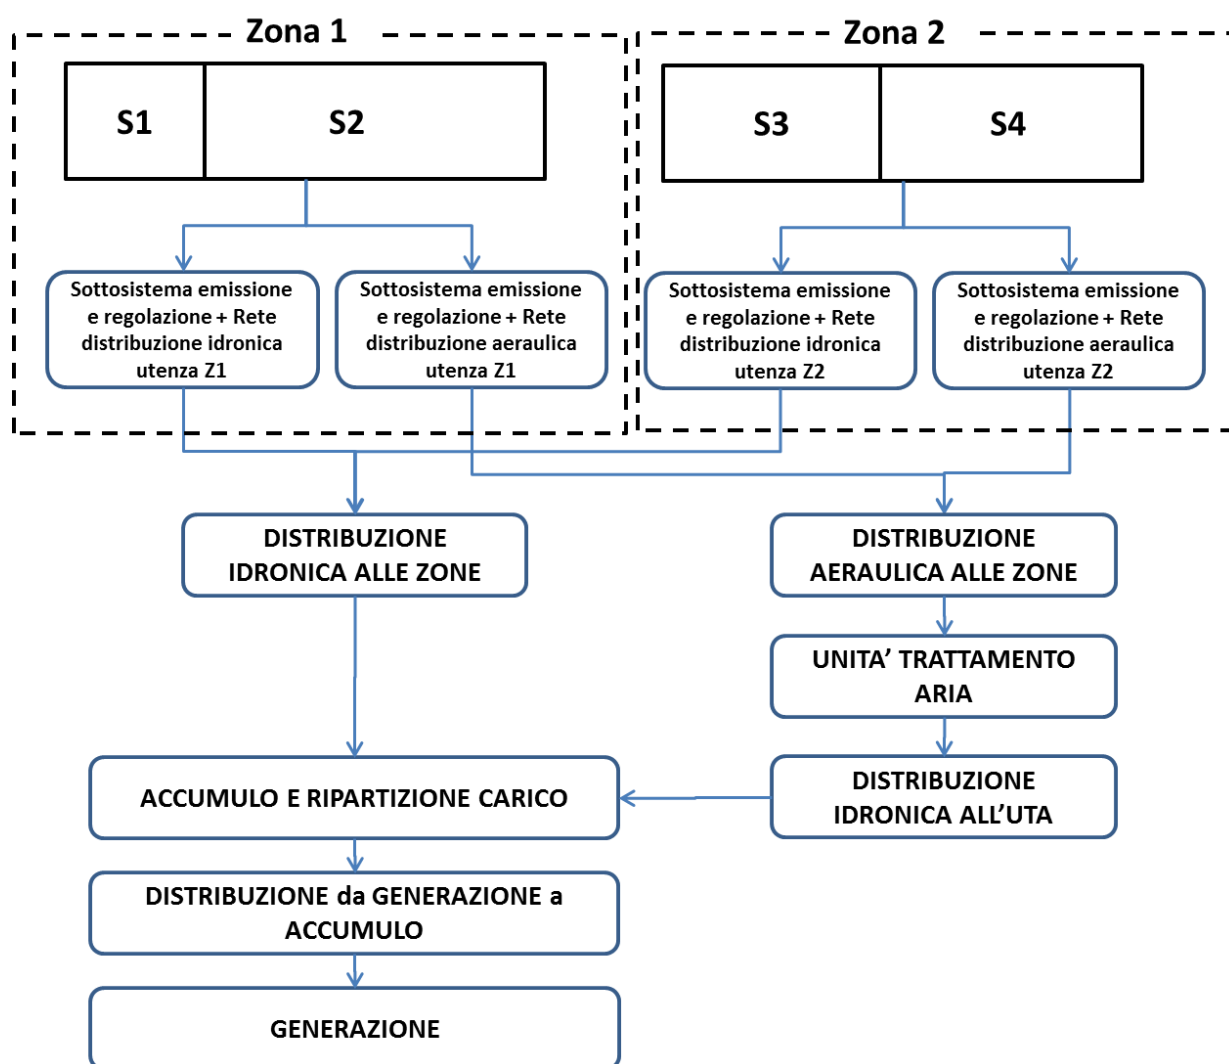 Zona 1
Zona 2
S1
S2
S3
S4
Sottosistema emissione
e regolazione + Rete
distribuzione idronica
utenza Z1
Sottosistema emissione
e regolazione + Rete
distribuzione aeraulica
utenza Z1
Sottosistema emissione
e regolazione + Rete
distribuzione idronica
utenza Z2
Sottosistema emissione
e regolazione + Rete
distribuzione aeraulica
utenza Z2
DISTRIBUZIONE
IDRONICA ALLE ZONE
DISTRIBUZIONE
AERAULICA ALLE ZONE
UNITA’ TRATTAMENTO
ARIA
ACCUMULO E RIPARTIZIONE CARICO
DISTRIBUZIONE
IDRONICA ALL’UTA
DISTRIBUZIONE da GENERAZIONE a
ACCUMULO
GENERAZIONE